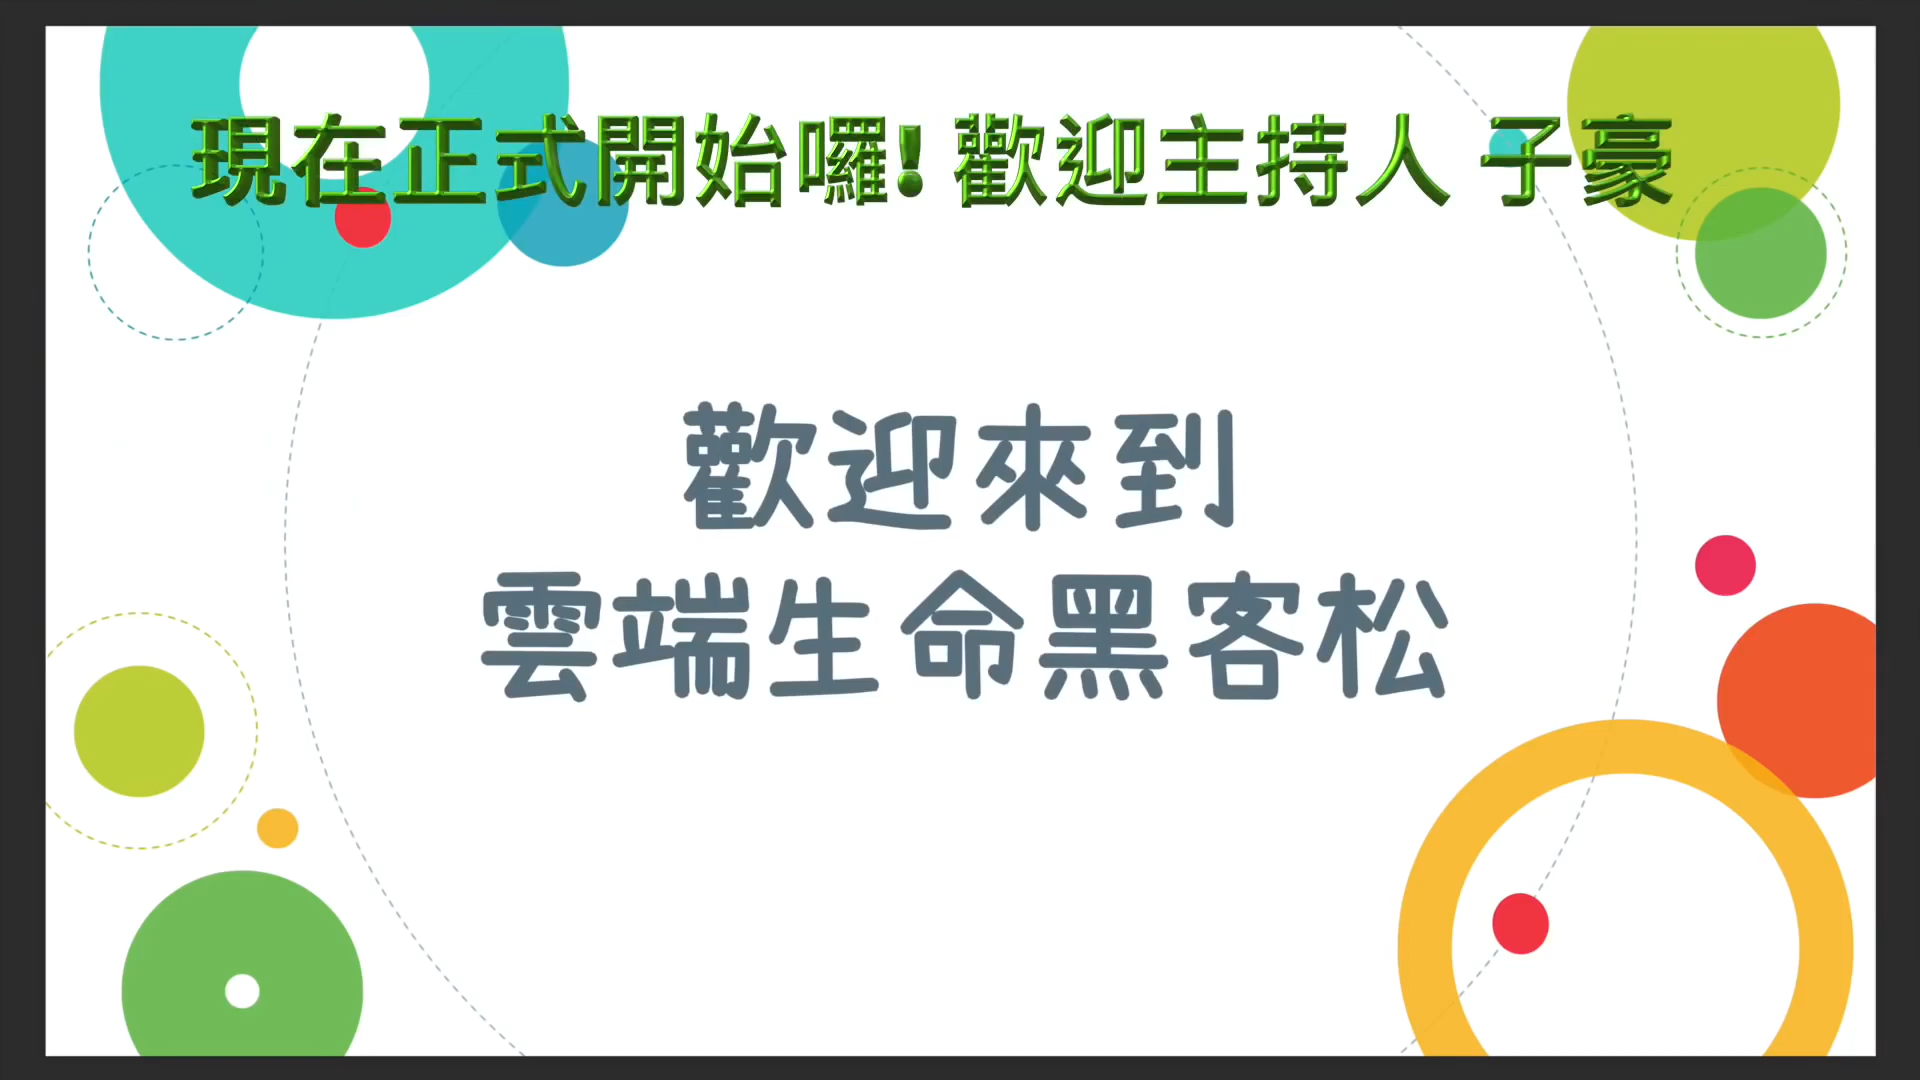 現在正式開始囉! 歡迎主持人 子豪
歡迎來到
雲端生命黑客松